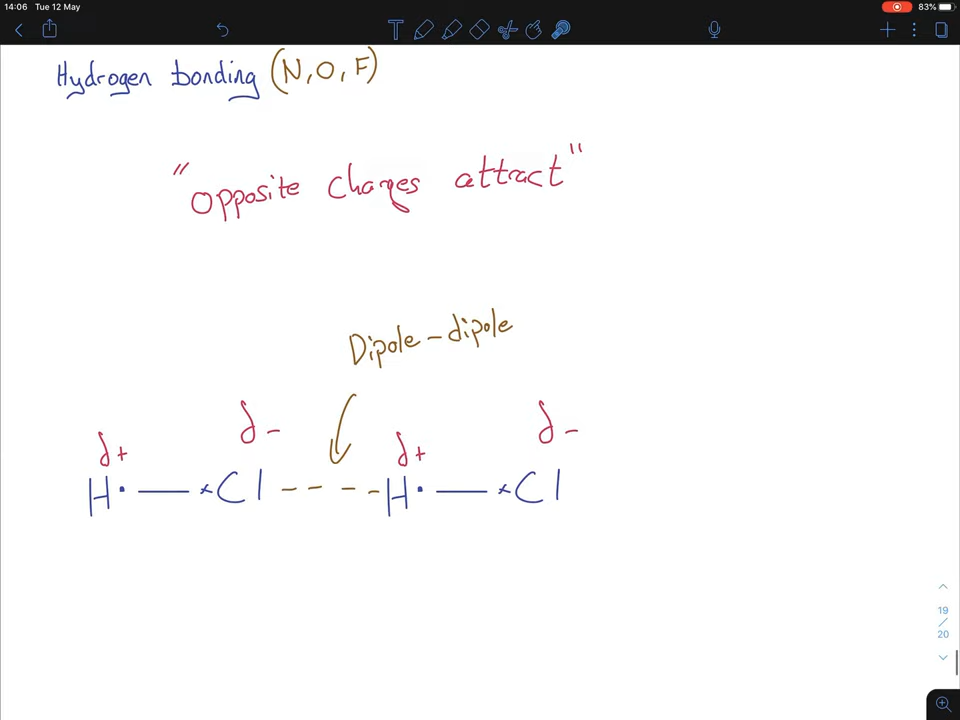 14:06 Tue 12 May 83%
Hydrogen bonding (N, O, F)
"opposite charges attract"
Dipole - dipole
δ+ δ- δ+ δ-
H· — ×Cl - - - - H· — ×Cl
19
/
20